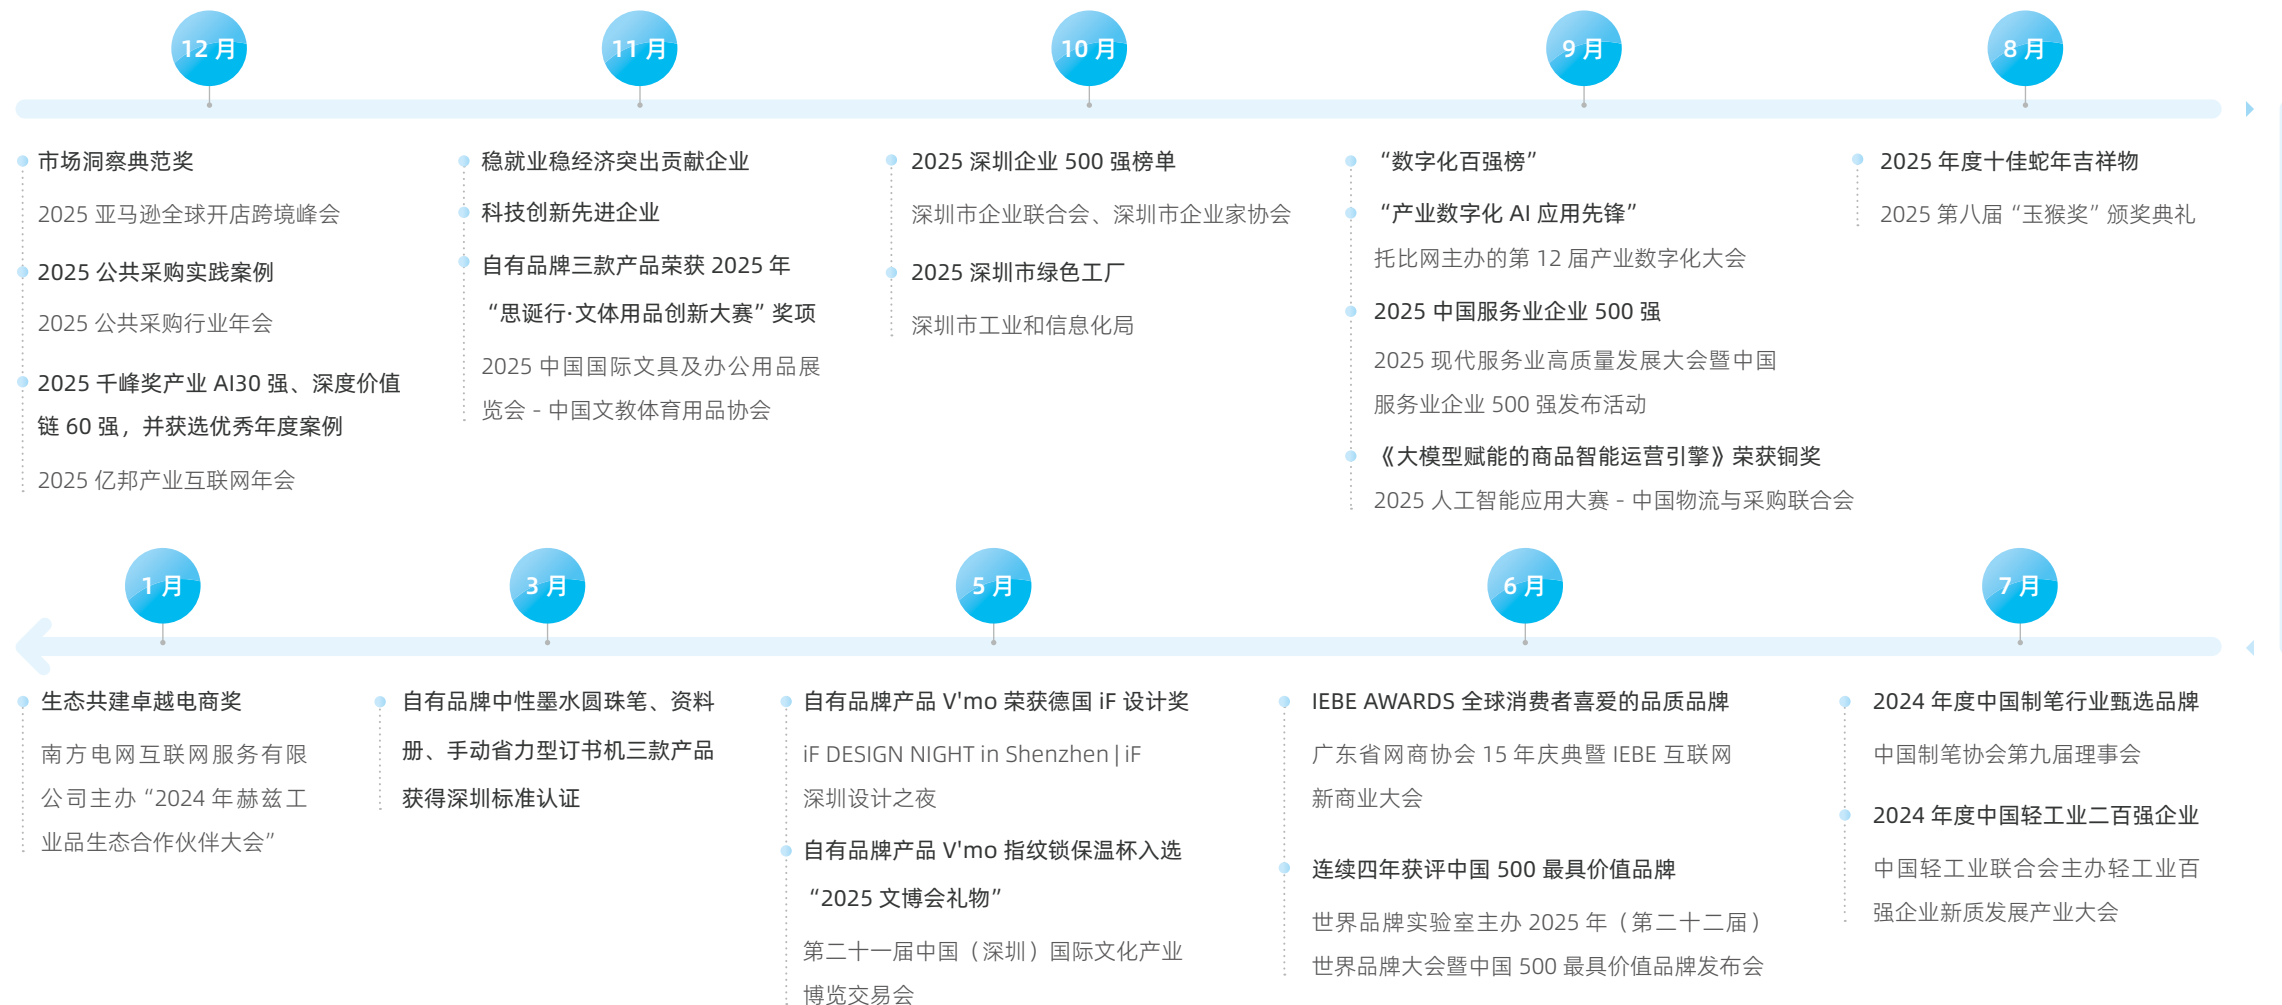 12 月
市场洞察典范奖
2025 亚马逊全球开店跨境峰会
2025 公共采购实践案例
2025 公共采购行业年会
2025 千峰奖产业 AI30 强、深度价值
链 60 强，并获选优秀年度案例
2025 亿邦产业互联网年会
11 月
稳就业稳经济突出贡献企业
科技创新先进企业
自有品牌三款产品荣获 2025 年
“思诞行·文体用品创新大赛”奖项
2025 中国国际文具及办公用品展
览会 - 中国文教体育用品协会
10 月
2025 深圳企业 500 强榜单
深圳市企业联合会、深圳市企业家协会
2025 深圳市绿色工厂
深圳市工业和信息化局
9 月
“数字化百强榜”
“产业数字化 AI 应用先锋”
托比网主办的第 12 届产业数字化大会
2025 中国服务业企业 500 强
2025 现代服务业高质量发展大会暨中国
服务业企业 500 强发布活动
《大模型赋能的商品智能运营引擎》荣获铜奖
2025 人工智能应用大赛 - 中国物流与采购联合会
8 月
2025 年度十佳蛇年吉祥物
2025 第八届“玉猴奖”颁奖典礼
1 月
生态共建卓越电商奖
南方电网互联网服务有限
公司主办“2024 年赫兹工
业品生态合作伙伴大会”
3 月
自有品牌中性墨水圆珠笔、资料
册、手动省力型订书机三款产品
获得深圳标准认证
5 月
自有品牌产品 V'mo 荣获德国 iF 设计奖
iF DESIGN NIGHT in Shenzhen | iF
深圳设计之夜
自有品牌产品 V'mo 指纹锁保温杯入选
“2025 文博会礼物”
第二十一届中国（深圳）国际文化产业
博览交易会
6 月
IEBE AWARDS 全球消费者喜爱的品质品牌
广东省网商协会 15 年庆典暨 IEBE 互联网
新商业大会
连续四年获评中国 500 最具价值品牌
世界品牌实验室主办 2025 年（第二十二届）
世界品牌大会暨中国 500 最具价值品牌发布会
7 月
2024 年度中国制笔行业甄选品牌
中国制笔协会第九届理事会
2024 年度中国轻工业二百强企业
中国轻工业联合会主办轻工业百
强企业新质发展产业大会